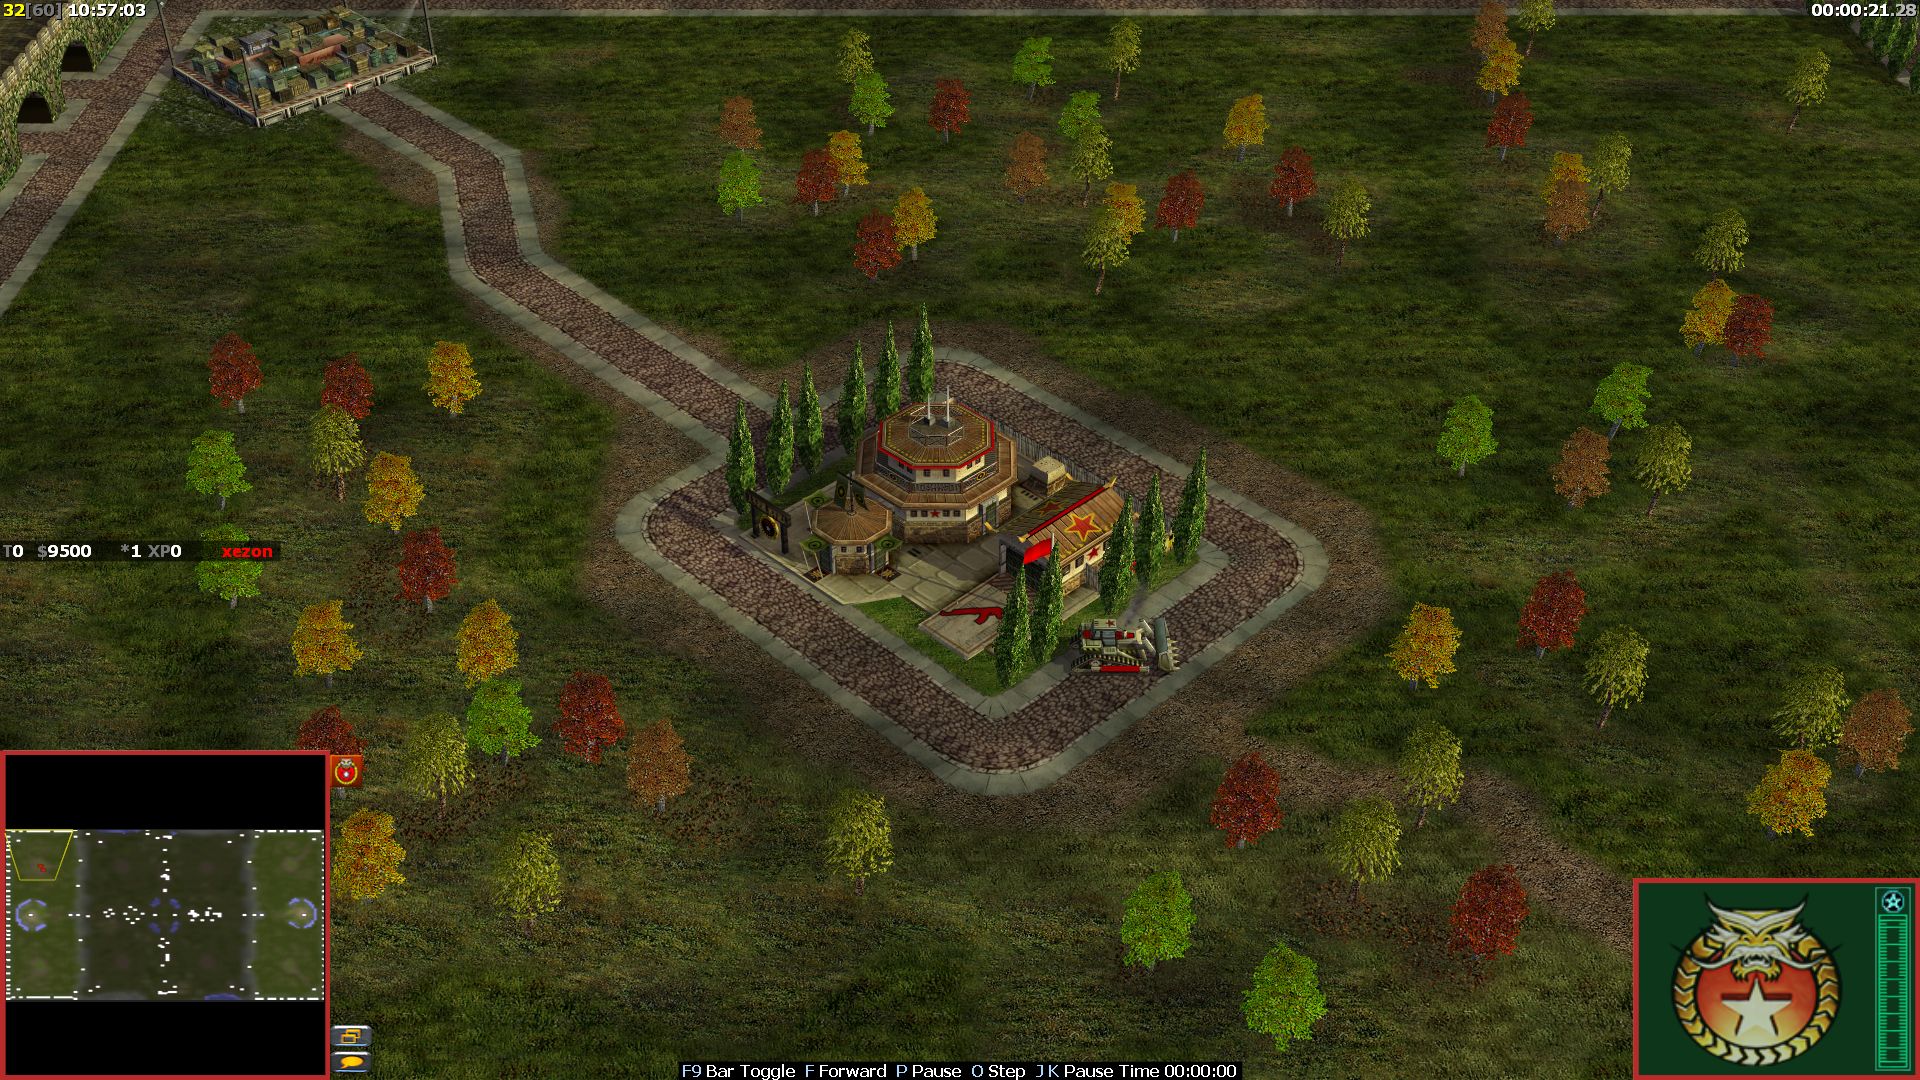 32[60] 10:57:03
00:00:21.28
T0 $9500 *1 XP0 xezon
F9 Bar Toggle F Forward P Pause O Step J K Pause Time 00:00:00